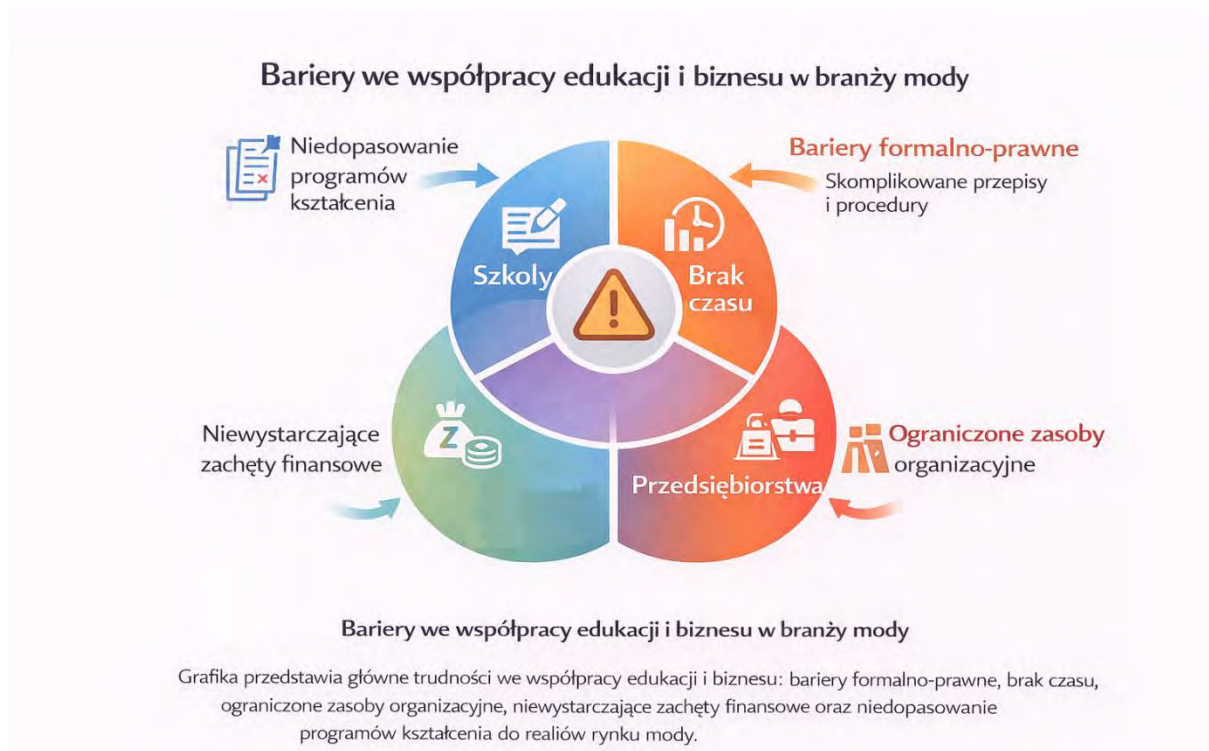 Bariery we współpracy edukacji i biznesu w branży mody
Niedopasowanie
programów
kształcenia
Bariery formalno-prawne
Skomplikowane przepisy
i procedury
Szkoly
Brak
czasu
Niewystarczające
zachęty finansowe
Z
Przedsiębiorstwa
Ograniczone zasoby
organizacyjne
Bariery we współpracy edukacji i biznesu w branży mody
Grafika przedstawia główne trudności we współpracy edukacji i biznesu: bariery formalno-prawne, brak czasu,
ograniczone zasoby organizacyjne, niewystarczające zachęty finansowe oraz niedopasowanie
programów kształcenia do realiów rynku mody.